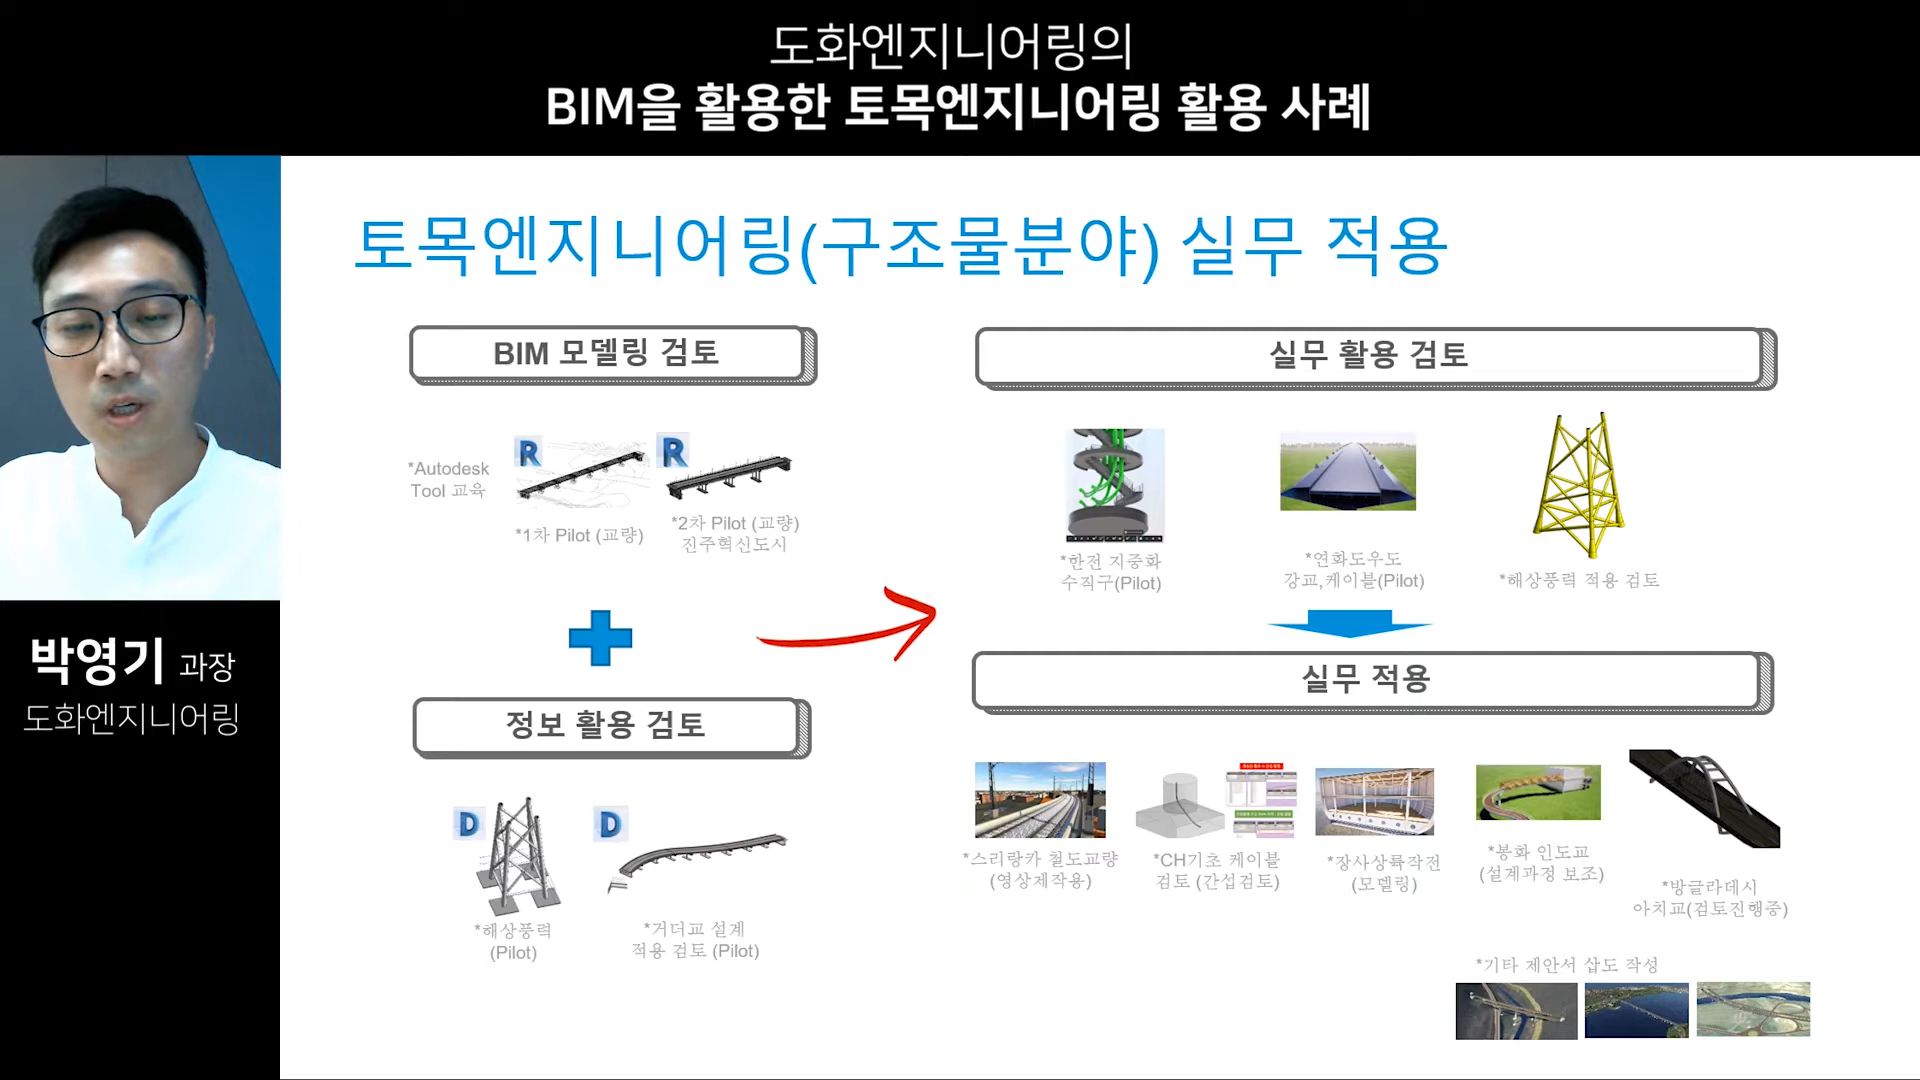 도화엔지니어링의
BIM을 활용한 토목엔지니어링 활용 사례
박영기 과장
도화엔지니어링
토목엔지니어링(구조물분야) 실무 적용
BIM 모델링 검토
*Autodesk
Tool 교육
R
*1차 Pilot (교량)
R
*2차 Pilot (교량)
진주혁신도시
정보 활용 검토
D
*해상풍력
(Pilot)
D
*거더교 설계
적용 검토 (Pilot)
실무 활용 검토
*한전 지중화
수직구(Pilot)
*연화도우도
강교,케이블(Pilot)
*해상풍력 적용 검토
실무 적용
*스리랑카 철도교량
(영상제작용)
*CH기초 케이블
검토 (간섭검토)
*장사상륙작전
(모델링)
*봉화 인도교
(설계과정 보조)
*방글라데시
아치교(검토진행중)
*기타 제안서 삽도 작성